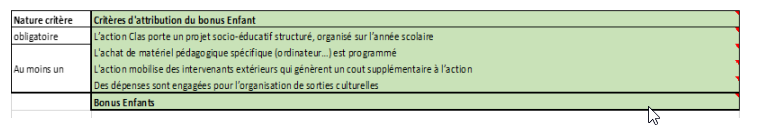 Nature critère Critères d'attribution du bonus Enfant
obligatoire L'action Clas porte un projet socio-éducatif structuré, organisé sur l'année scolaire
L'achat de matériel pédagogique spécifique (ordinateur...) est programmé
Au moins un L'action mobilise des intervenants extérieurs qui génèrent un cout supplémentaire à l'action
Des dépenses sont engagées pour l'organisation de sorties culturelles
Bonus Enfants